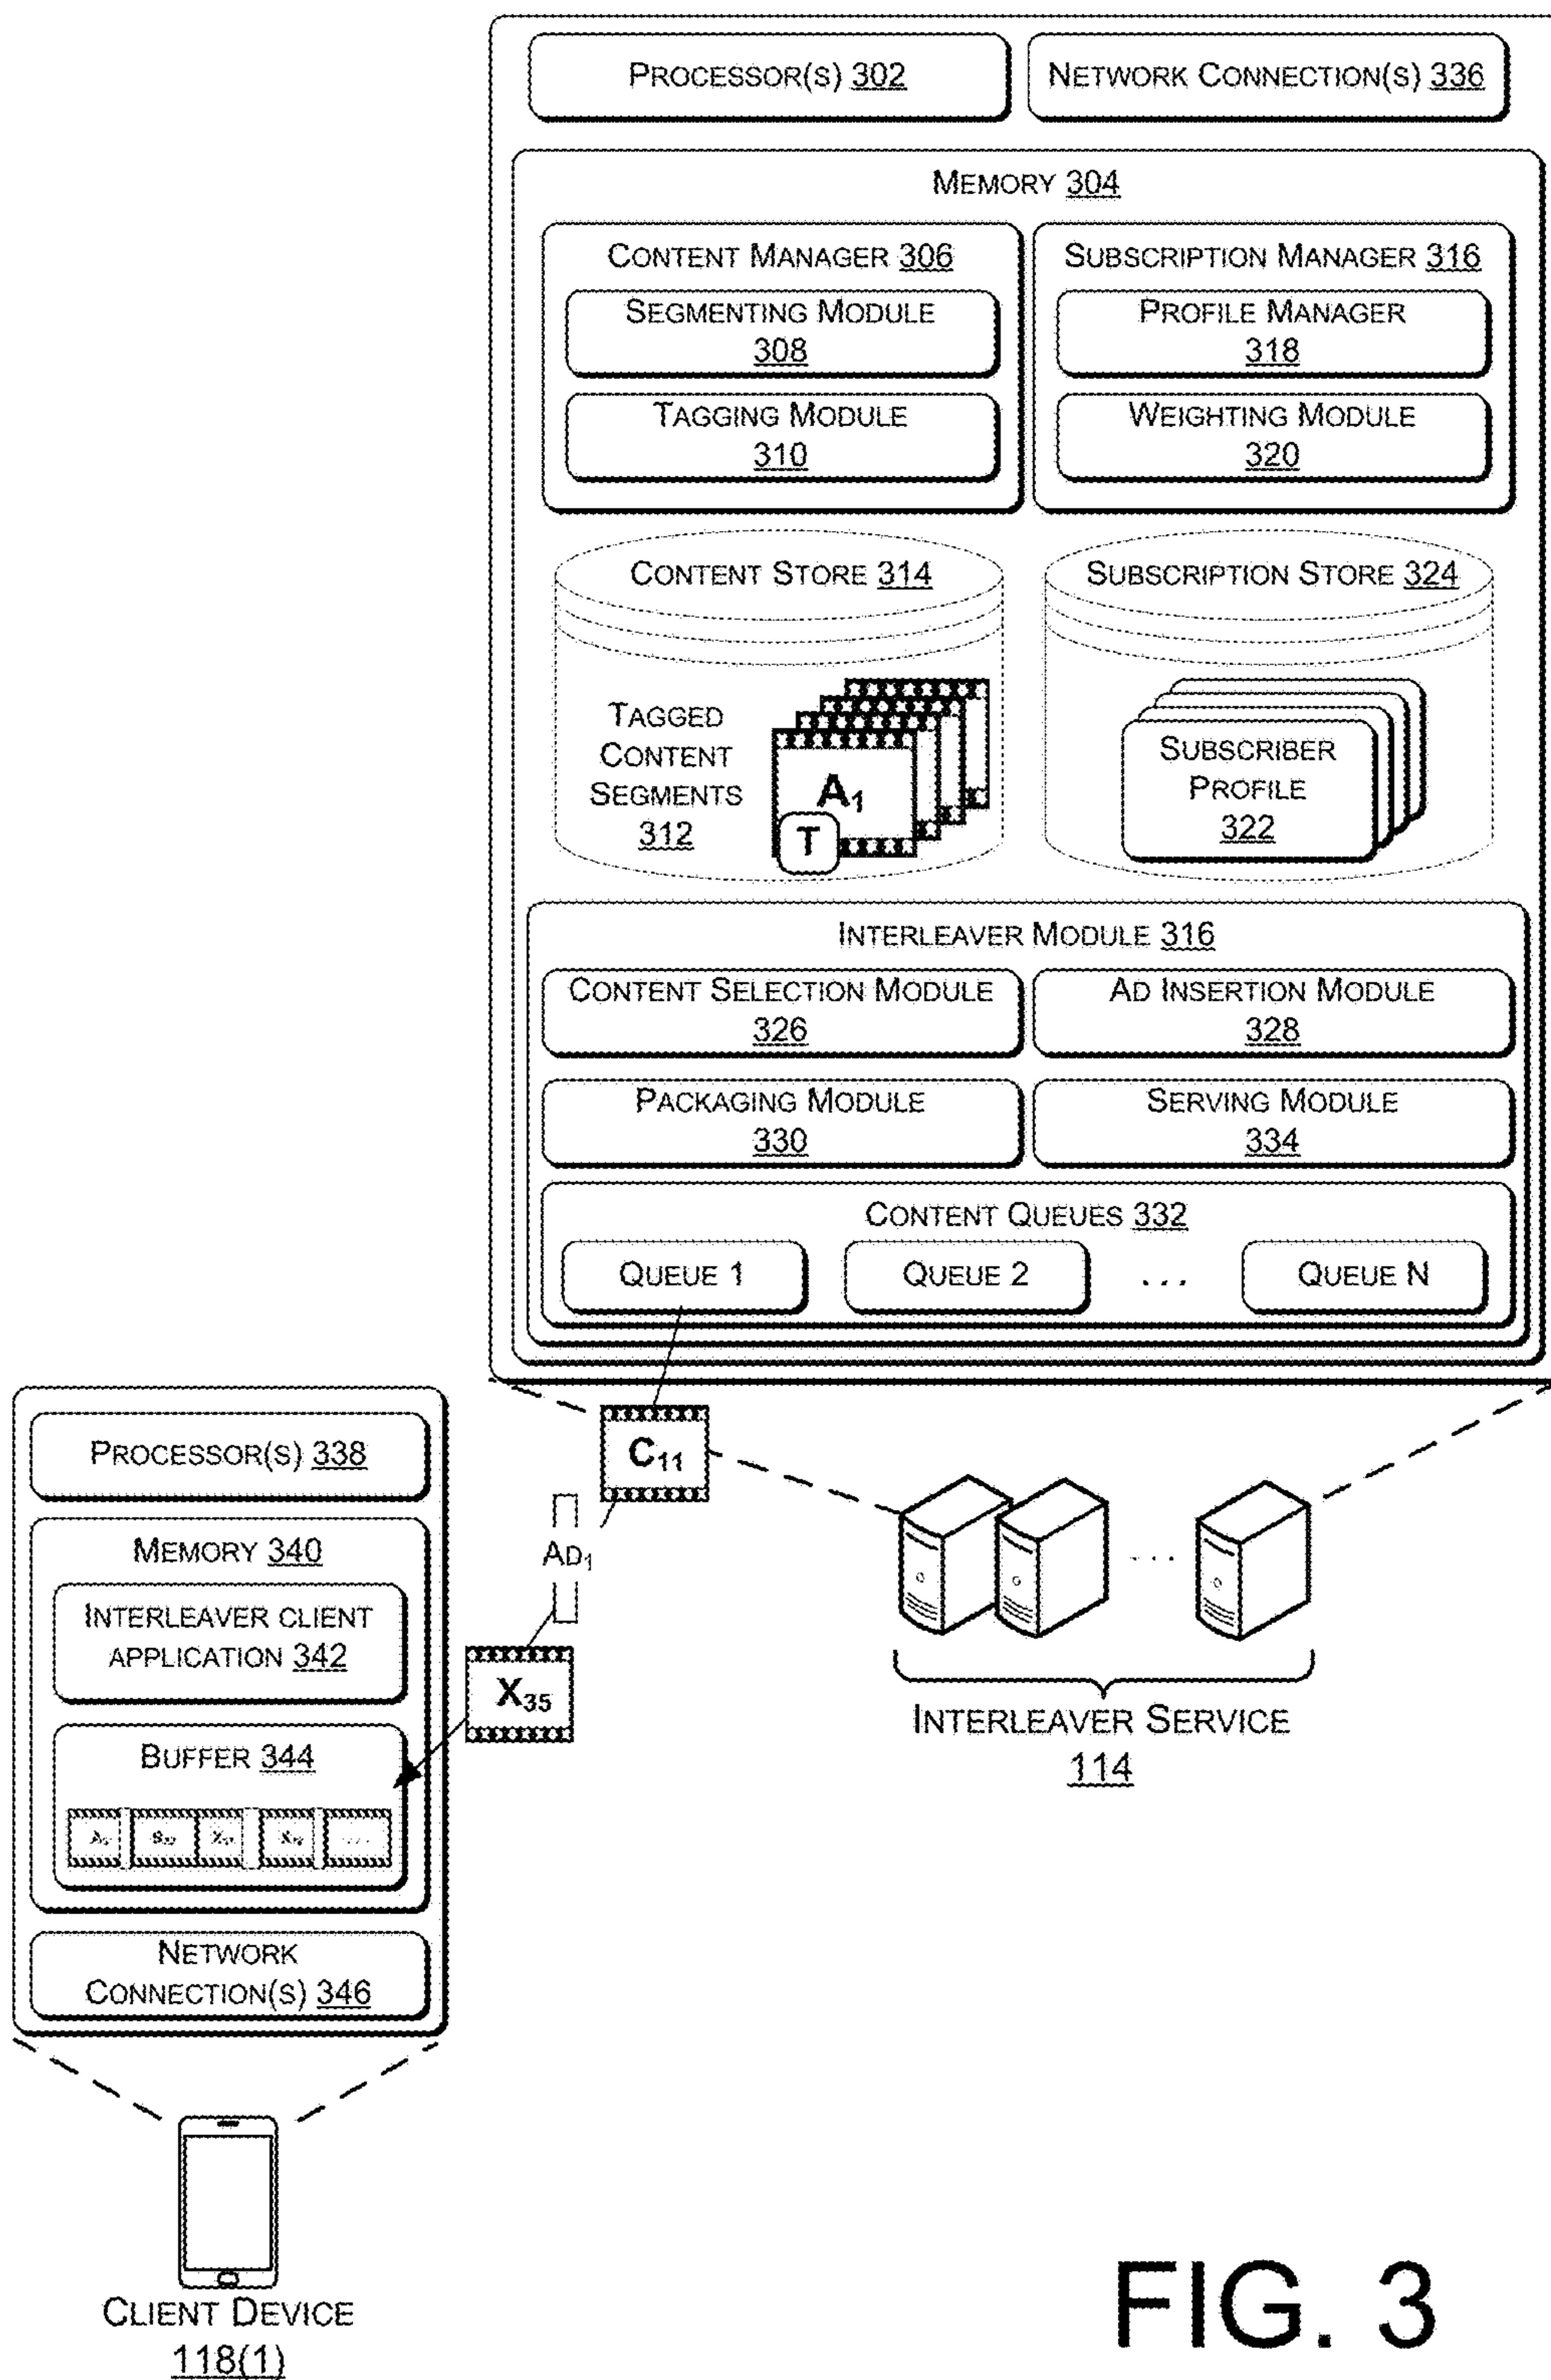 PROCESSOR(S) 302
NETWORK CONNECTION(S) 336
MEMORY 304
CONTENT MANAGER 306
SEGMENTING MODULE
308
TAGGING MODULE
310
SUBSCRIPTION MANAGER 316
PROFILE MANAGER
318
WEIGHTING MODULE
320
CONTENT STORE 314
TAGGED
CONTENT
SEGMENTS
312
A1
T
SUBSCRIPTION STORE 324
SUBSCRIBER
PROFILE
322
INTERLEAVER MODULE 316
CONTENT SELECTION MODULE
326
AD INSERTION MODULE
328
PACKAGING MODULE
330
SERVING MODULE
334
CONTENT QUEUES 332
QUEUE 1
QUEUE 2
...
QUEUE N
C11
AD1
X35
PROCESSOR(S) 338
MEMORY 340
INTERLEAVER CLIENT
APPLICATION 342
BUFFER 344
...
NETWORK
CONNECTION(S) 346
...
INTERLEAVER SERVICE
114
CLIENT DEVICE
118(1)
FIG. 3